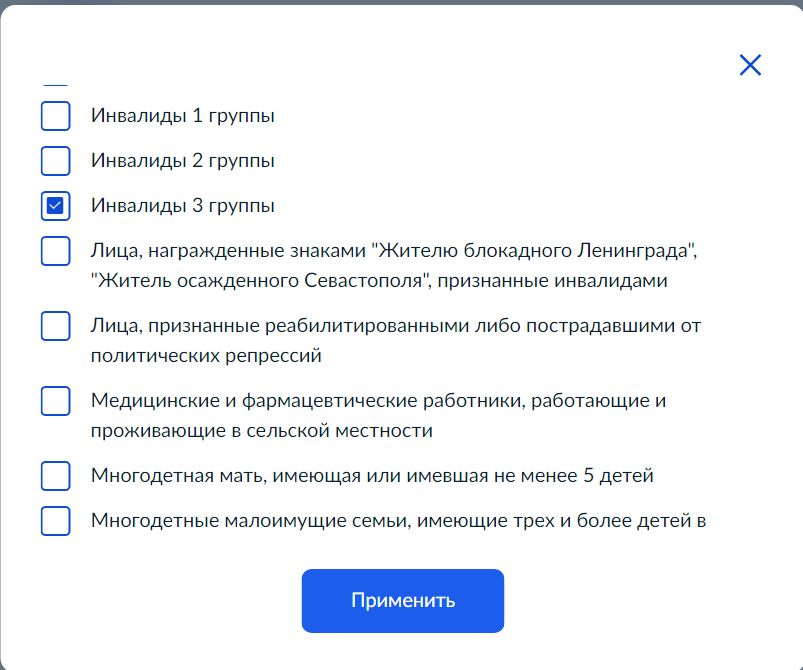 Инвалиды 1 группы
Инвалиды 2 группы
Инвалиды 3 группы
Лица, награжденные знаками "Жителю блокадного Ленинграда",
"Житель осажденного Севастополя", признанные инвалидами
Лица, признанные реабилитированными либо пострадавшими от
политических репрессий
Медицинские и фармацевтические работники, работающие и
проживающие в сельской местности
Многодетная мать, имеющая или имевшая не менее 5 детей
Многодетные малоимущие семьи, имеющие трех и более детей в
Применить